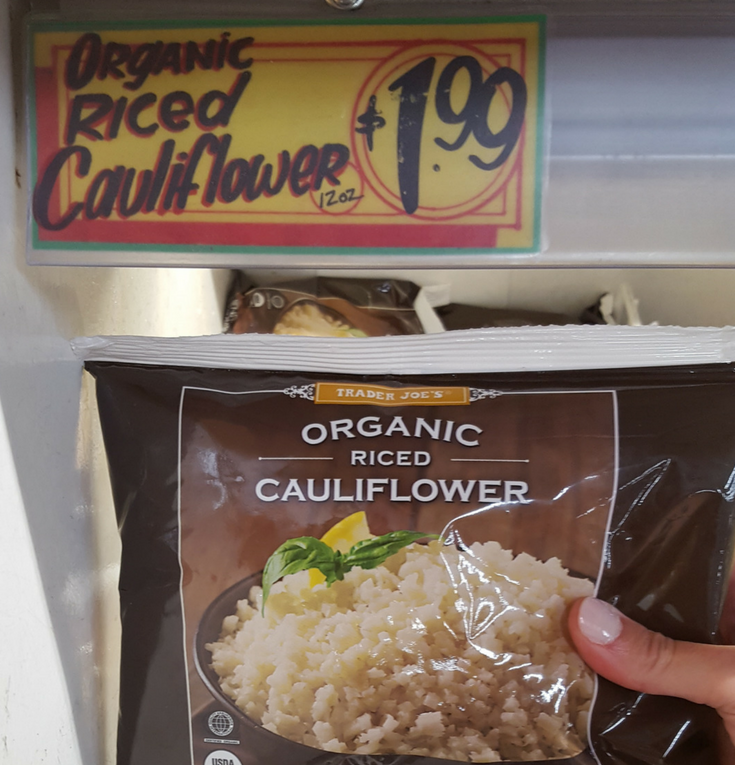 Organic
Riced
Cauliflower
12oz
$1.99
TRADER JOE'S
ORGANIC
RICED
CAULIFLOWER
USDA